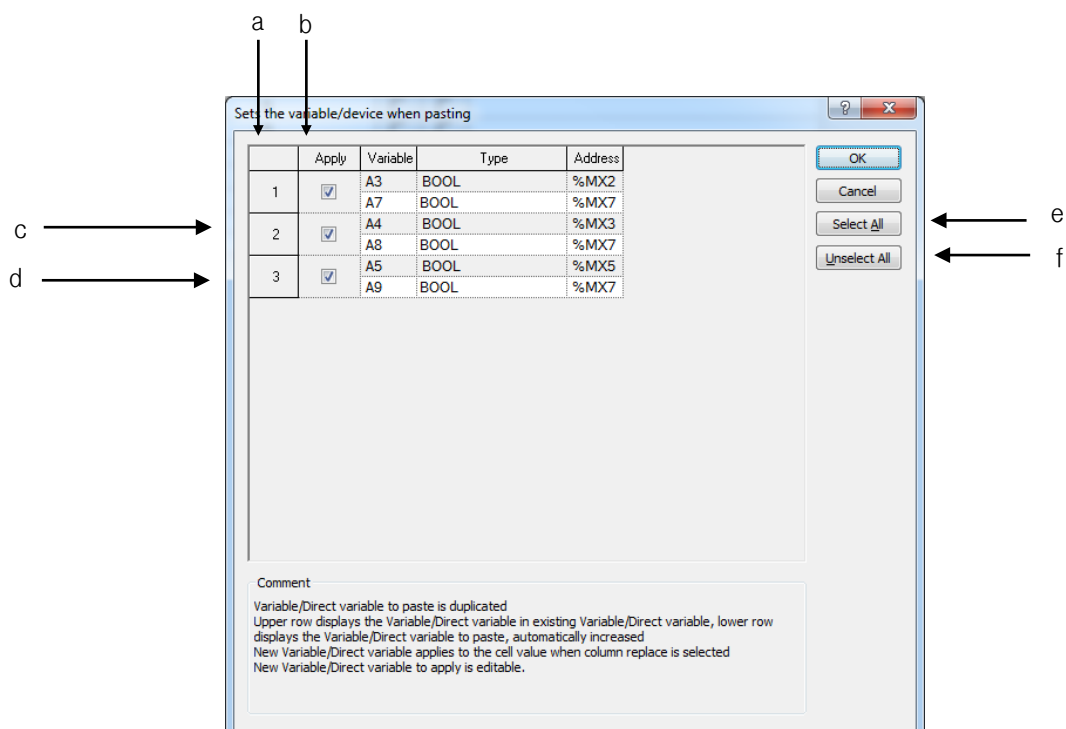 a b
Sets the variable/device when pasting
Apply Variable Type Address
1 A3 BOOL %MX2
A7 BOOL %MX7
2 A4 BOOL %MX3
A8 BOOL %MX7
3 A5 BOOL %MX5
A9 BOOL %MX7
OK
Cancel
Select All
Unselect All
c
d
e
f
Comment
Variable/Direct variable to paste is duplicated
Upper row displays the Variable/Direct variable in existing Variable/Direct variable, lower row
displays the Variable/Direct variable to paste, automatically increased
New Variable/Direct variable applies to the cell value when column replace is selected
New Variable/Direct variable to apply is editable.